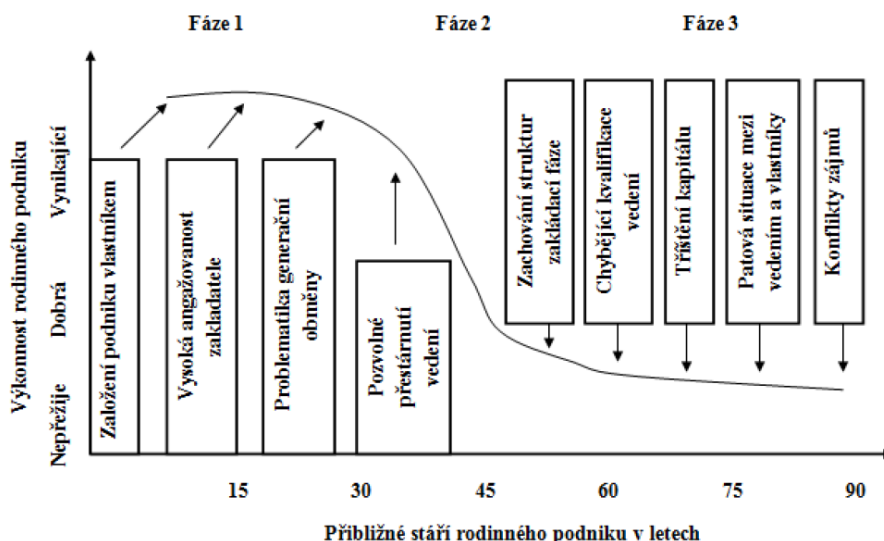 Fáze 1
Fáze 2
Fáze 3
Výkonnost rodinného podniku
Vynikající
Dobrá
Nepřežije
Založení podniku vlastníkem
Vysoká angažovanost
zakladatele
Problematika generační
obměny
Pozvolné
přestárnutí
vedení
Zachování struktur
zakládací fáze
Chybějící kvalifikace
vedení
Tříštění kapitálu
Patová situace mezi
vedením a vlastníky
Konflikty zájmů
15
30
45
60
75
90
Přibližné stáří rodinného podniku v letech